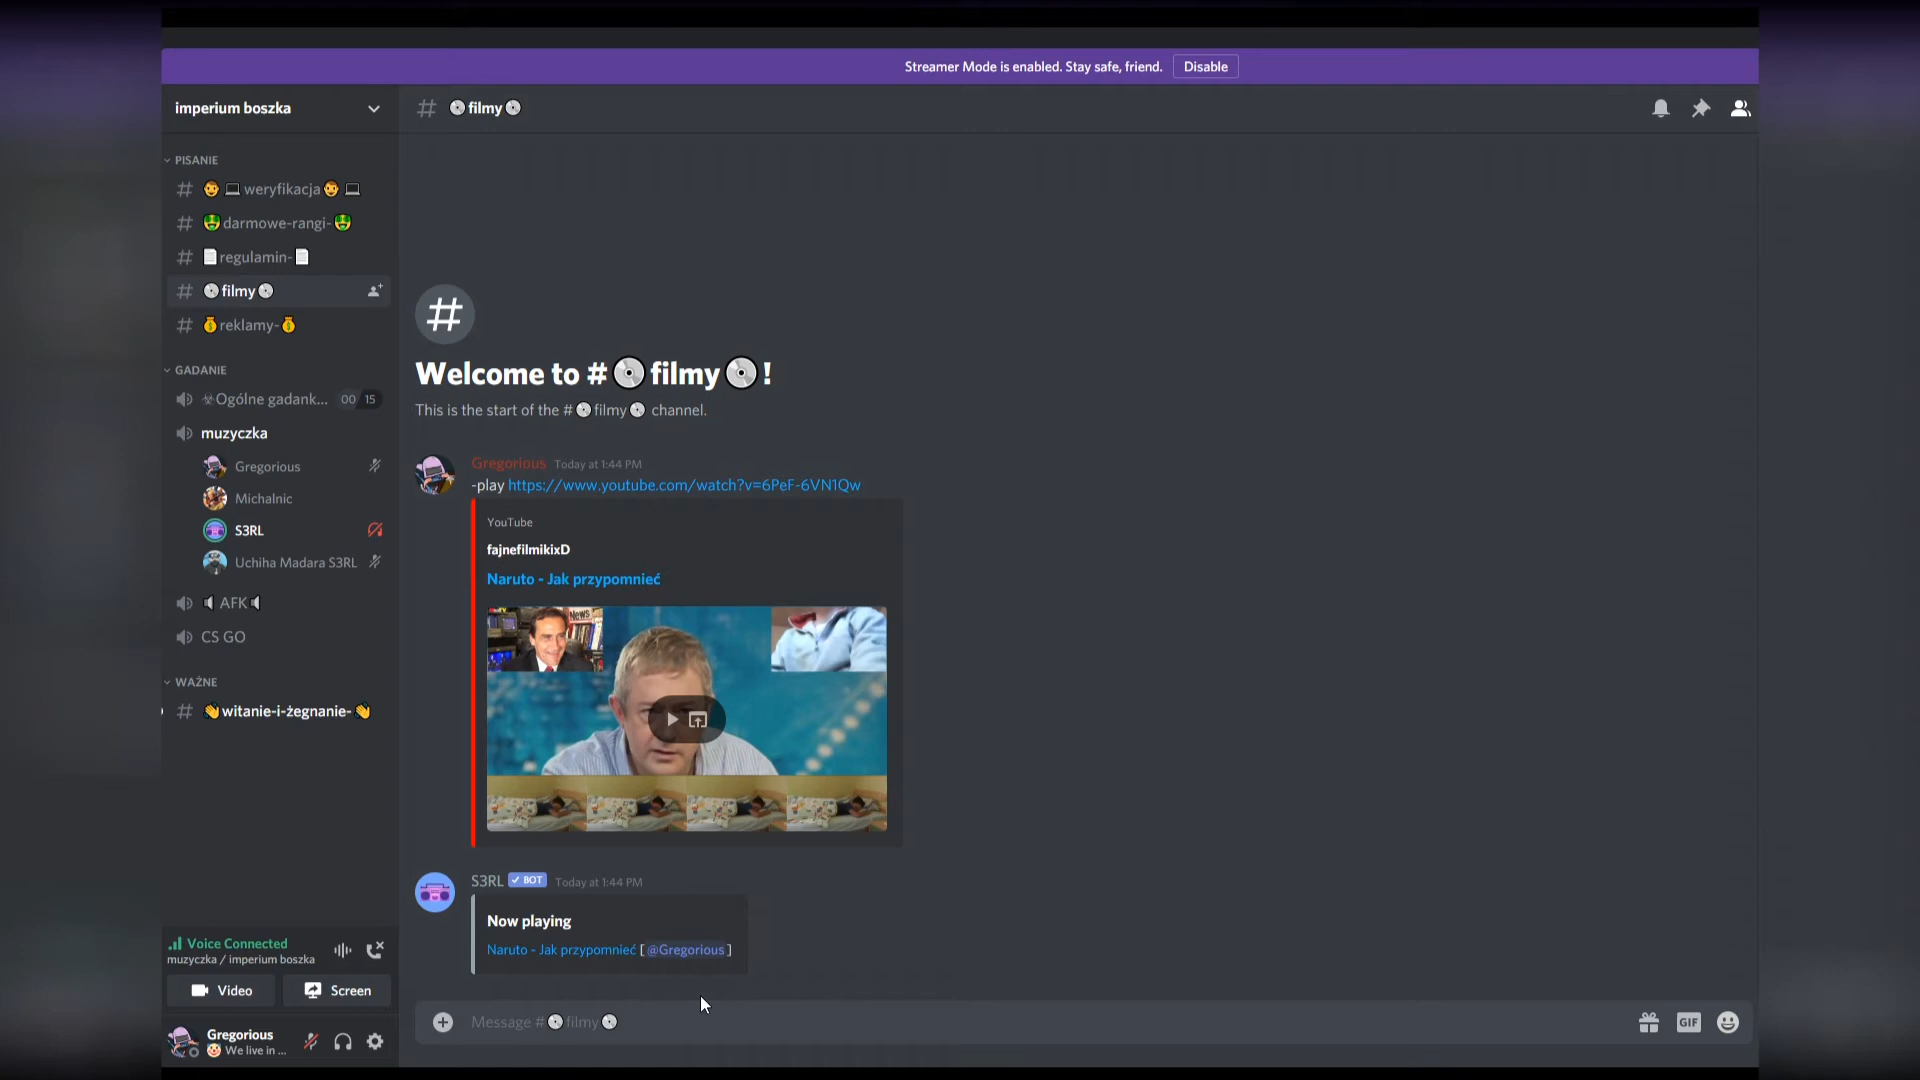 Streamer Mode is enabled. Stay safe, friend. Disable
imperium boszka
# 💿filmy💿
PISANIE
# 👨💻weryfikacja👨💻
# 🤑darmowe-rangi-🤑
# 📄regulamin-📄
# 💿filmy💿
# 💰reklamy-💰
GADANIE
☣Ogólne gadank... 00 15
muzyczka
Gregorious
Michalnic
S3RL
Uchiha Madara S3RL
🔈AFK🔈
CS GO
WAŻNE
# 👋witanie-i-żegnanie-👋
Voice Connected
muzyczka / imperium boszka
Video Screen
Gregorious
🤡 We live in ...
#
Welcome to #💿filmy💿!
This is the start of the #💿filmy💿 channel.
Gregorious Today at 1:44 PM
-play https://www.youtube.com/watch?v=6PeF-6VN1Qw
YouTube
fajnefilmikixD
Naruto - Jak przypomnieć
News
S3RL ✓ BOT Today at 1:44 PM
Now playing
Naruto - Jak przypomnieć [ @Gregorious ]
Message #💿filmy💿
GIF